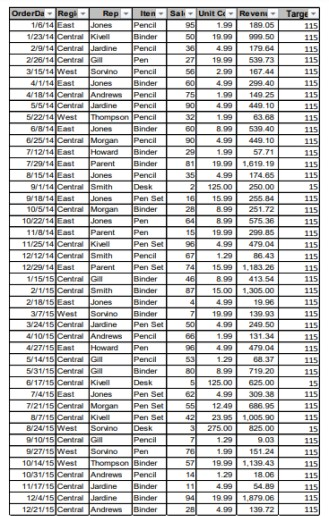 OrderDa Regi Rep Iten Sal Unit C Reven Targe
1/6/14 East Jones Pencil 95 1.99 189.05 115
1/23/14 Central Kivell Binder 50 19.99 999.50 115
2/9/14 Central Jardine Pencil 36 4.99 179.64 115
2/26/14 Central Gill Pen 27 19.99 539.73 115
3/15/14 West Sorvino Pencil 56 2.99 167.44 115
4/1/14 East Jones Binder 60 4.99 299.40 115
4/18/14 Central Andrews Pencil 75 1.99 149.25 115
5/5/14 Central Jardine Pencil 90 4.99 449.10 115
5/22/14 West Thompson Pencil 32 1.99 63.68 115
6/8/14 East Jones Binder 60 8.99 539.40 115
6/25/14 Central Morgan Pencil 90 4.99 449.10 115
7/12/14 East Howard Binder 29 1.99 57.71 115
7/29/14 East Parent Binder 81 19.99 1,619.19 115
8/15/14 East Jones Pencil 35 4.99 174.65 115
9/1/14 Central Smith Desk 2 125.00 250.00 15
9/18/14 East Jones Pen Set 16 15.99 255.84 115
10/5/14 Central Morgan Binder 28 8.99 251.72 115
10/22/14 East Jones Pen 64 8.99 575.36 115
11/8/14 East Parent Pen 15 19.99 299.85 115
11/25/14 Central Kivell Pen Set 96 4.99 479.04 115
12/12/14 Central Smith Pencil 67 1.29 86.43 115
12/29/14 East Parent Pen Set 74 15.99 1,183.26 115
1/15/15 Central Gill Binder 46 8.99 413.54 115
2/1/15 Central Smith Binder 87 15.00 1,305.00 115
2/18/15 East Jones Binder 4 4.99 19.96 115
3/7/15 West Sorvino Binder 7 19.99 139.93 115
3/24/15 Central Jardine Pen Set 50 4.99 249.50 115
4/10/15 Central Andrews Pencil 66 1.99 131.34 115
4/27/15 East Howard Pen 96 4.99 479.04 115
5/14/15 Central Gill Pencil 53 1.29 68.37 115
5/31/15 Central Gill Binder 80 8.99 719.20 115
6/17/15 Central Kivell Desk 5 125.00 625.00 15
7/4/15 East Jones Pen Set 62 4.99 309.38 115
7/21/15 Central Morgan Pen Set 55 12.49 686.95 115
8/7/15 Central Kivell Pen Set 42 23.95 1,005.90 115
8/24/15 West Sorvino Desk 3 275.00 825.00 15
9/10/15 Central Gill Pencil 7 1.29 9.03 115
9/27/15 West Sorvino Pen 76 1.99 151.24 115
10/14/15 West Thompson Binder 57 19.99 1,139.43 115
10/31/15 Central Andrews Pencil 14 1.29 18.06 115
11/17/15 Central Jardine Binder 11 4.99 54.89 115
12/4/15 Central Jardine Binder 94 19.99 1,879.06 115
12/21/15 Central Andrews Binder 28 4.99 139.72 115